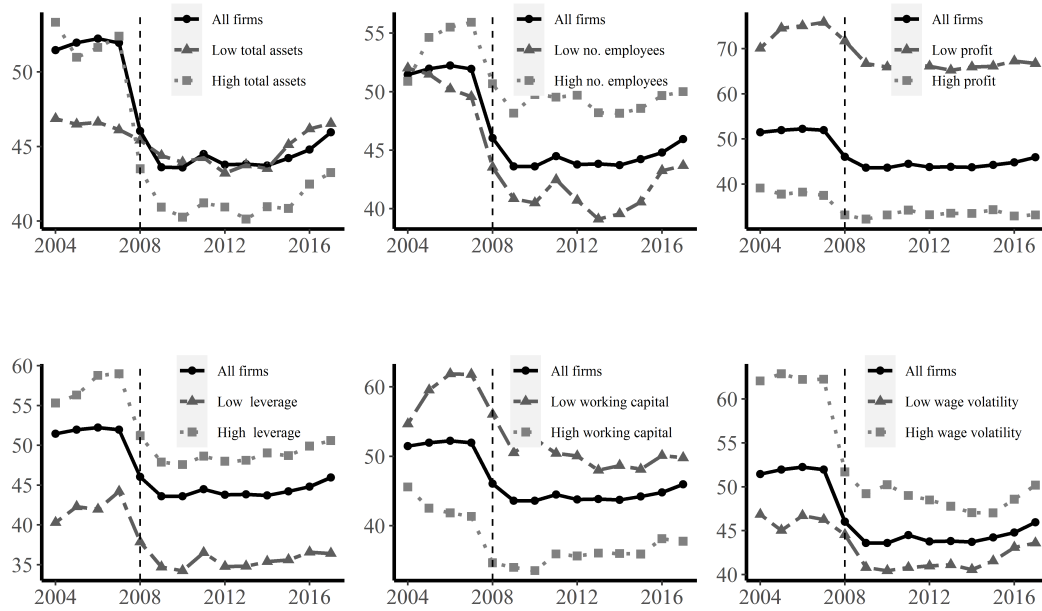 All firms
Low total assets
High total assets
50
45
40
2004 2008 2012 2016
All firms
Low no. employees
High no. employees
55
50
45
40
2004 2008 2012 2016
All firms
Low profit
High profit
70
60
50
40
2004 2008 2012 2016
All firms
Low leverage
High leverage
60
55
50
45
40
35
2004 2008 2012 2016
All firms
Low working capital
High working capital
60
50
40
2004 2008 2012 2016
All firms
Low wage volatility
High wage volatility
60
55
50
45
40
2004 2008 2012 2016